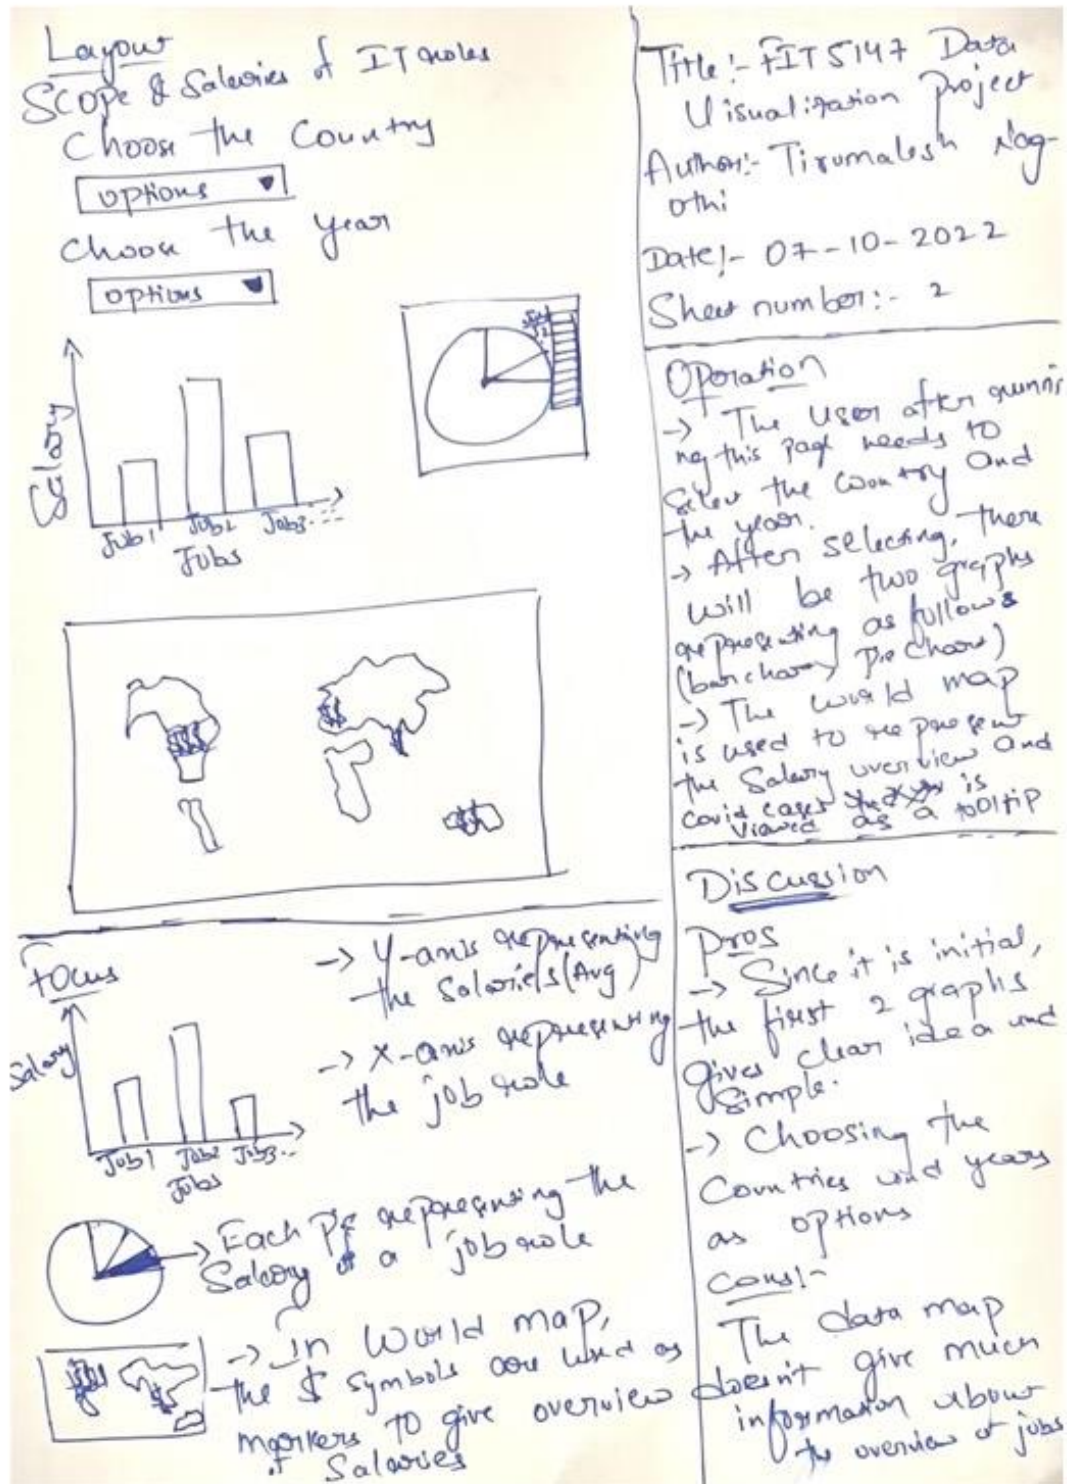 Layout
Scope & Salaries of IT roles
Choose the Country
options
Choose the Year
options
Salary
Job1 Job2 Job3....
Jobs
Focus
Salary
Job1 Job2 Job3..
Jobs
-> Y-axis representing
the Salaries (Avg)
-> X-axis representing
the job role
-> Each Pie representing the
Salary of a job role
-> In World map,
the $ symbols are used as
markers to give overview
of Salaries
Title :- FIT5147 Data
Visualization Project
Author:- Tirumalesh Nag-
othi
Date:- 07-10-2022
Sheet number:- 2
Operation
-> The User after runni
ng this page needs to
Select the Country and
the year.
-> After selecting, there
will be two graphs
representing as follows
(barchart, Pie Chart)
-> The world map
is used to represent
the Salary overview and
covid cases is
viewed as a tooltip
Discussion
Pros
-> Since it is initial,
the first 2 graphs
gives clear idea and
Simple.
-> Choosing the
Countries and years
as options
Cons:-
The data map
doesn't give much
information about
the overview of jobs